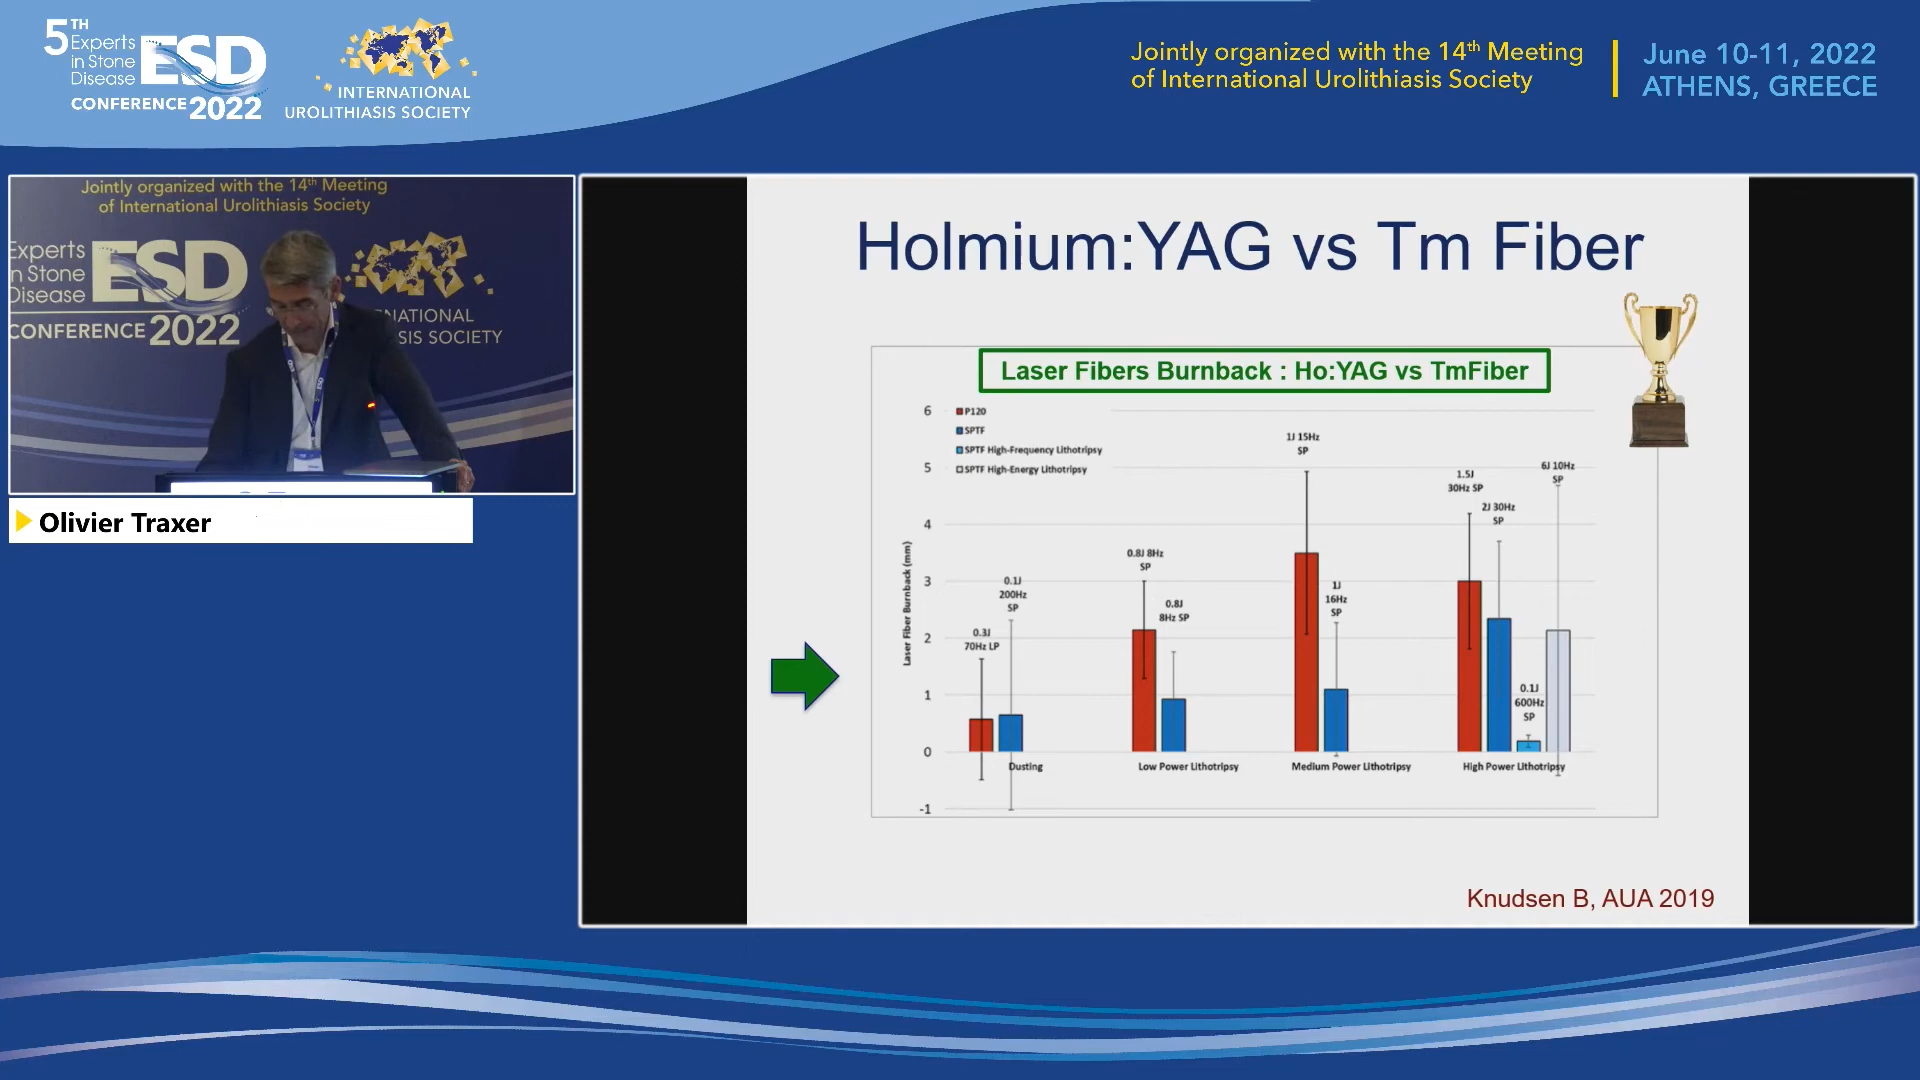 5TH Experts in Stone Disease ESD
CONFERENCE 2022
INTERNATIONAL
UROLITHIASIS SOCIETY
Jointly organized with the 14th Meeting
of International Urolithiasis Society
June 10-11, 2022
ATHENS, GREECE
Jointly organized with the 14th Meeting
of International Urolithiasis Society
Experts
in Stone
Disease
ESD
CONFERENCE 2022
NATIONAL
SIS SOCIETY
Olivier Traxer
Holmium:YAG vs Tm Fiber
Laser Fibers Burnback : Ho:YAG vs TmFiber
P120
SPTF
SPTF High-Frequency Lithotripsy
SPTF High-Energy Lithotripsy
Laser Fiber Burnback (mm)
6
5
4
3
2
1
0
-1
0.3J
70Hz LP
0.1J
200Hz
SP
0.8J 8Hz
SP
0.8J
8Hz SP
1J 15Hz
SP
1J
16Hz
SP
1.5J
30Hz SP
2J 30Hz
SP
0.1J
600Hz
SP
6J 10Hz
SP
Dusting
Low Power Lithotripsy
Medium Power Lithotripsy
High Power Lithotripsy
Knudsen B, AUA 2019